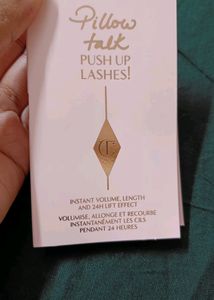 Pillow
talk
PUSH UP
LASHES!
CT
INSTANT VOLUME, LENGTH
AND 24H LIFT EFFECT
VOLUMISE, ALLONGE ET RECOURBE
INSTANTANÉMENT LES CILS
PENDANT 24 HEURES